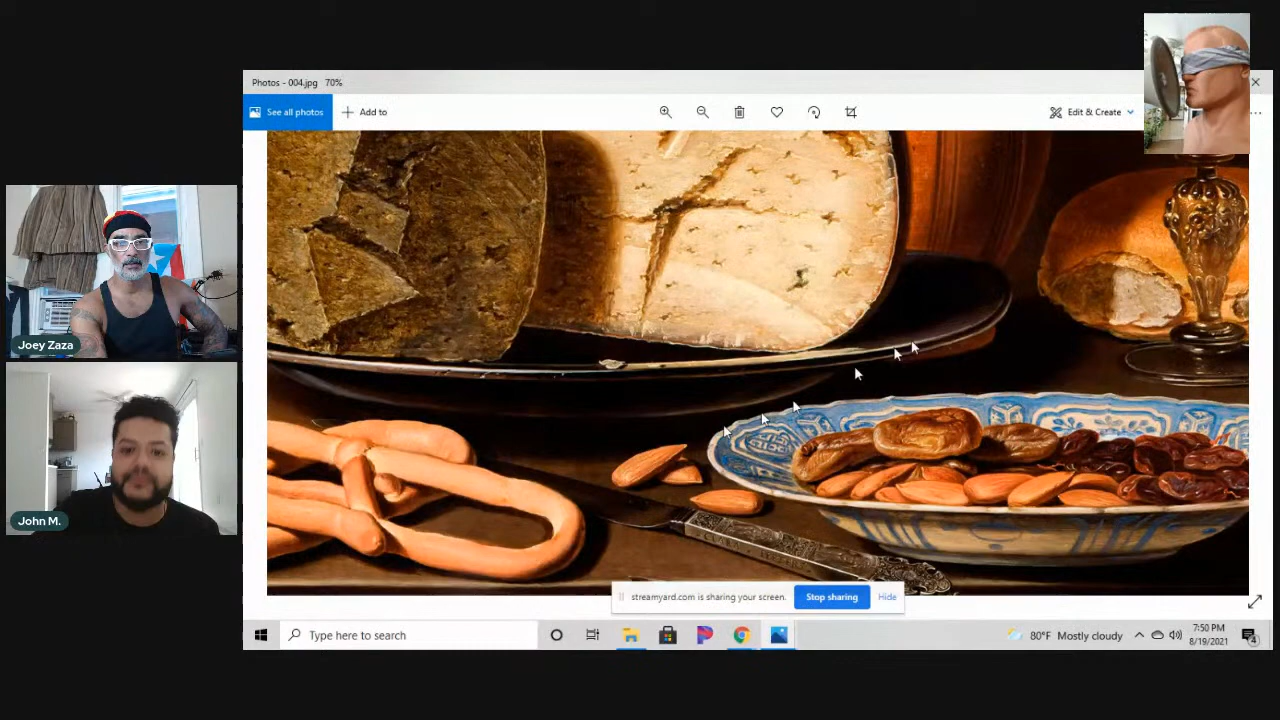 Photos - 004.jpg 70%
See all photos
Add to
Edit & Create
Joey Zaza
John M.
streamyard.com is sharing your screen.
Stop sharing
Hide
Type here to search
80°F Mostly cloudy
7:50 PM
8/19/2021
4